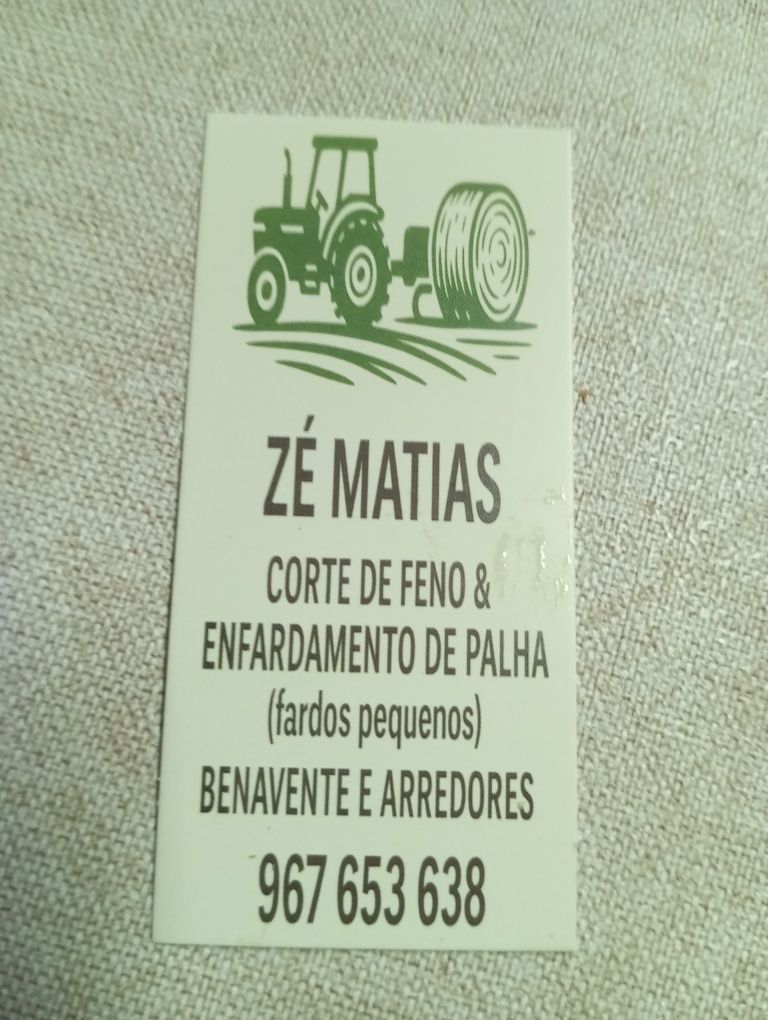 ZÉ MATIAS
CORTE DE FENO &
ENFARDAMENTO DE PALHA
(fardos pequenos)
BENAVENTE E ARREDORES
967 653 638